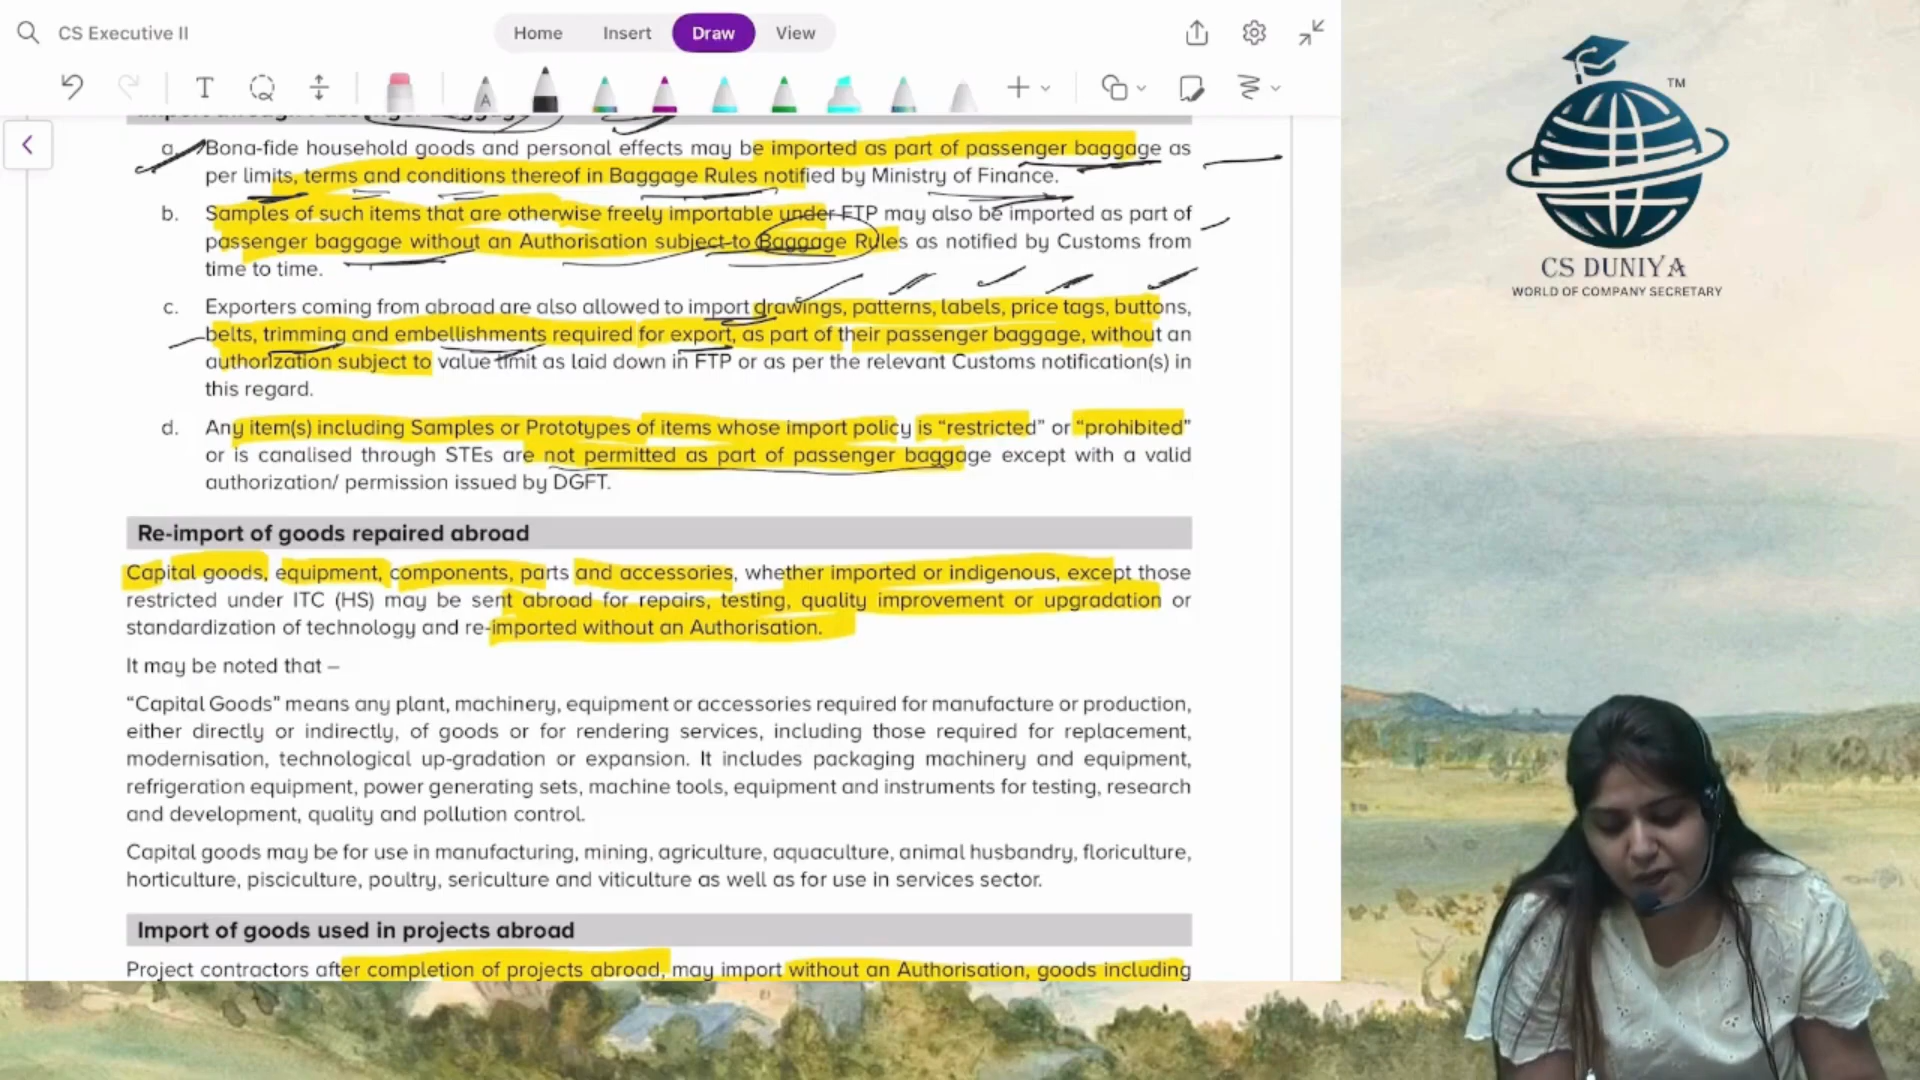 CS Executive II
Home Insert Draw View
a. Bona-fide household goods and personal effects may be imported as part of passenger baggage as
per limits, terms and conditions thereof in Baggage Rules notified by Ministry of Finance.
b. Samples of such items that are otherwise freely importable under FTP may also be imported as part of
passenger baggage without an Authorisation subject to Baggage Rules as notified by Customs from
time to time.
c. Exporters coming from abroad are also allowed to import drawings, patterns, labels, price tags, buttons,
belts, trimming and embellishments required for export, as part of their passenger baggage, without an
authorization subject to value limit as laid down in FTP or as per the relevant Customs notification(s) in
this regard.
d. Any item(s) including Samples or Prototypes of items whose import policy is “restricted” or “prohibited”
or is canalised through STEs are not permitted as part of passenger baggage except with a valid
authorization/ permission issued by DGFT.
Re-import of goods repaired abroad
Capital goods, equipment, components, parts and accessories, whether imported or indigenous, except those
restricted under ITC (HS) may be sent abroad for repairs, testing, quality improvement or upgradation or
standardization of technology and re-imported without an Authorisation.
It may be noted that –
“Capital Goods” means any plant, machinery, equipment or accessories required for manufacture or production,
either directly or indirectly, of goods or for rendering services, including those required for replacement,
modernisation, technological up-gradation or expansion. It includes packaging machinery and equipment,
refrigeration equipment, power generating sets, machine tools, equipment and instruments for testing, research
and development, quality and pollution control.
Capital goods may be for use in manufacturing, mining, agriculture, aquaculture, animal husbandry, floriculture,
horticulture, pisciculture, poultry, sericulture and viticulture as well as for use in services sector.
Import of goods used in projects abroad
Project contractors after completion of projects abroad, may import without an Authorisation, goods including
TM
CS DUNIYA
WORLD OF COMPANY SECRETARY